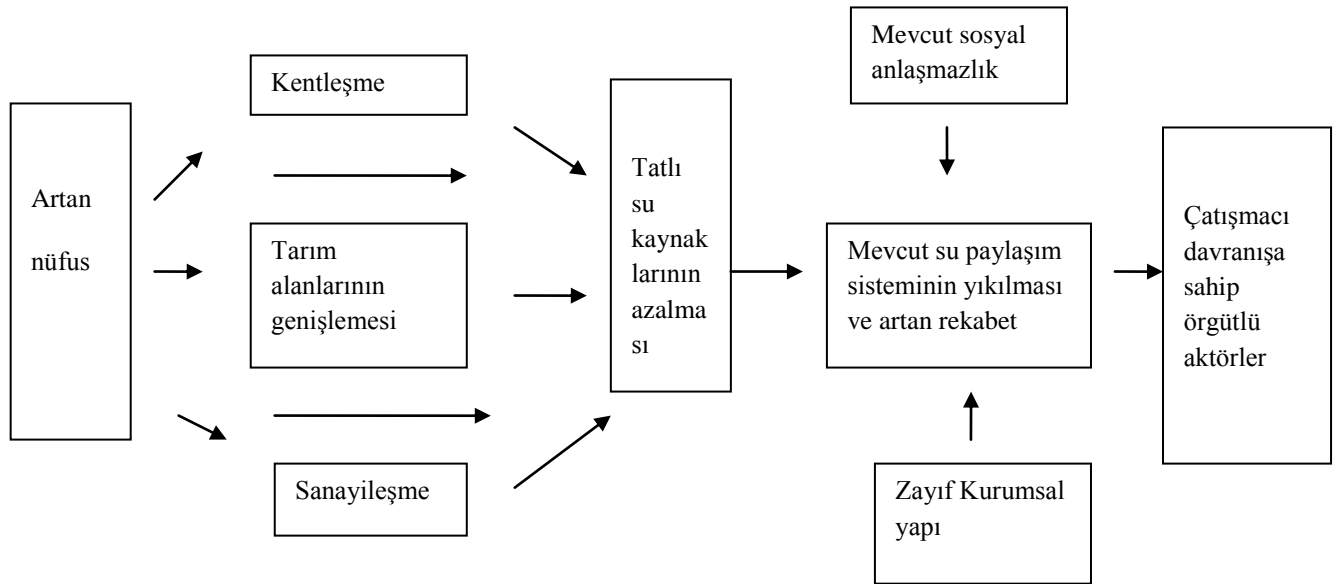 Artan
nüfus
Kentleşme
Tarım
alanlarının
genişlemesi
Sanayileşme
Tatlı
su
kaynak
larının
azalma
sı
Mevcut sosyal
anlaşmazlık
Mevcut su paylaşım
sisteminin yıkılması
ve artan rekabet
Zayıf Kurumsal
yapı
Çatışmacı
davranışa
sahip
örgütlü
aktörler